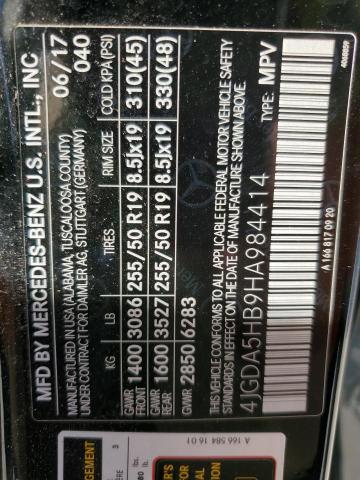 MFD BY MERCEDES-BENZ U.S. INTL., INC
MANUFACTURED IN USA (ALABAMA, TUSCALOOSA COUNTY) 06/17
UNDER CONTRACT FOR DAIMLER AG, STUTTGART (GERMANY) 040
KG LB TIRES RIM SIZE COLD KPA (PSI)
GAWR FRONT 1400 3086 255/50 R19 8.5Jx19 310(45)
GAWR REAR 1600 3527 255/50 R19 8.5Jx19 330(48)
GVWR 2850 6283
THIS VEHICLE CONFORMS TO ALL APPLICABLE FEDERAL MOTOR VEHICLE SAFETY
STANDARDS IN EFFECT ON THE DATE OF MANUFACTURE SHOWN ABOVE.
4JGDA5HB9HA984414 TYPE: MPV
A 166 817 09 20
A 166 584 16 01